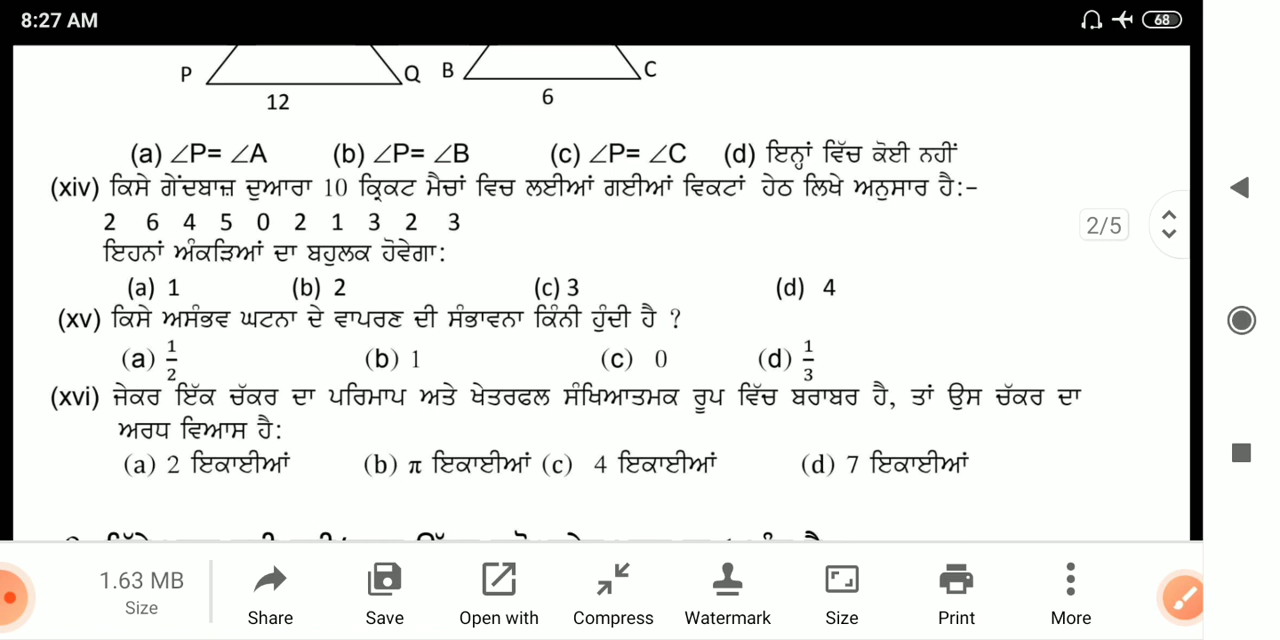 8:27 AM 68
P Q B C
12 6
(a) ∠P= ∠A (b) ∠P= ∠B (c) ∠P= ∠C (d) ਇਨ੍ਹਾਂ ਵਿੱਚ ਕੋਈ ਨਹੀਂ
(xiv) ਕਿਸੇ ਗੇਂਦਬਾਜ਼ ਦੁਆਰਾ 10 ਕ੍ਰਿਕਟ ਮੈਚਾਂ ਵਿਚ ਲਈਆਂ ਗਈਆਂ ਵਿਕਟਾਂ ਹੇਠ ਲਿਖੇ ਅਨੁਸਾਰ ਹੈ:-
2 6 4 5 0 2 1 3 2 3
2/5
ਇਹਨਾਂ ਅੰਕੜਿਆਂ ਦਾ ਬਹੁਲਕ ਹੋਵੇਗਾ:
(a) 1 (b) 2 (c) 3 (d) 4
(xv) ਕਿਸੇ ਅਸੰਭਵ ਘਟਨਾ ਦੇ ਵਾਪਰਣ ਦੀ ਸੰਭਾਵਨਾ ਕਿੰਨੀ ਹੁੰਦੀ ਹੈ ?
(a) 1/2 (b) 1 (c) 0 (d) 1/3
(xvi) ਜੇਕਰ ਇੱਕ ਚੱਕਰ ਦਾ ਪਰਿਮਾਪ ਅਤੇ ਖੇਤਰਫਲ ਸੰਖਿਆਤਮਕ ਰੂਪ ਵਿੱਚ ਬਰਾਬਰ ਹੈ, ਤਾਂ ਉਸ ਚੱਕਰ ਦਾ
ਅਰਧ ਵਿਆਸ ਹੈ:
(a) 2 ਇਕਾਈਆਂ (b) π ਇਕਾਈਆਂ (c) 4 ਇਕਾਈਆਂ (d) 7 ਇਕਾਈਆਂ
1.63 MB
Size Share Save Open with Compress Watermark Size Print More